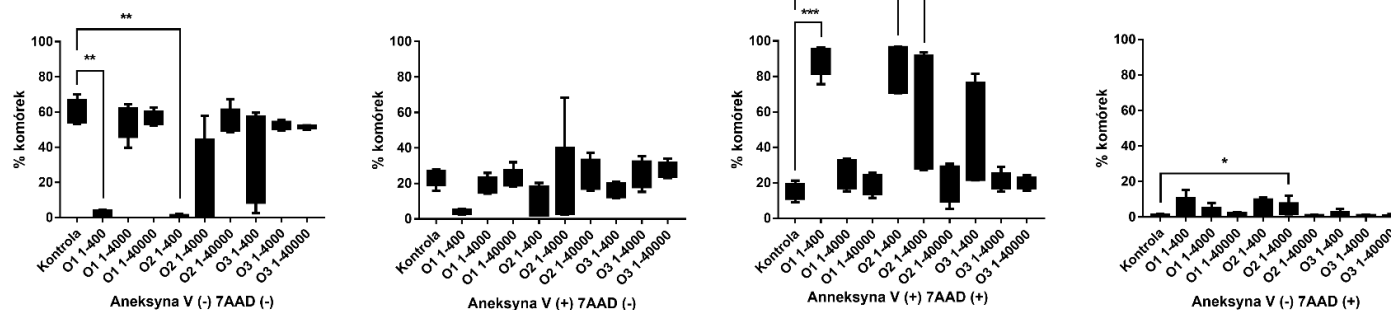 **
**
% komórek
100
80
60
40
20
0
Kontrola
O1 1-400
O1 1-4000
O1 1-40000
O2 1-400
O2 1-4000
O2 1-40000
O3 1-400
O3 1-4000
O3 1-40000
Aneksyna V (-) 7AAD (-)
% komórek
100
80
60
40
20
0
Kontrola
O1 1-400
O1 1-4000
O1 1-40000
O2 1-400
O2 1-4000
O2 1-40000
O3 1-400
O3 1-4000
O3 1-40000
Aneksyna V (+) 7AAD (-)
***
% komórek
100
80
60
40
20
0
Kontrola
O1 1-400
O1 1-4000
O1 1-40000
O2 1-400
O2 1-4000
O2 1-40000
O3 1-400
O3 1-4000
O3 1-40000
Anneksyna V (+) 7AAD (+)
*
% komórek
100
80
60
40
20
0
Kontrola
O1 1-400
O1 1-4000
O1 1-40000
O2 1-400
O2 1-4000
O2 1-40000
O3 1-400
O3 1-4000
O3 1-40000
Aneksyna V (-) 7AAD (+)